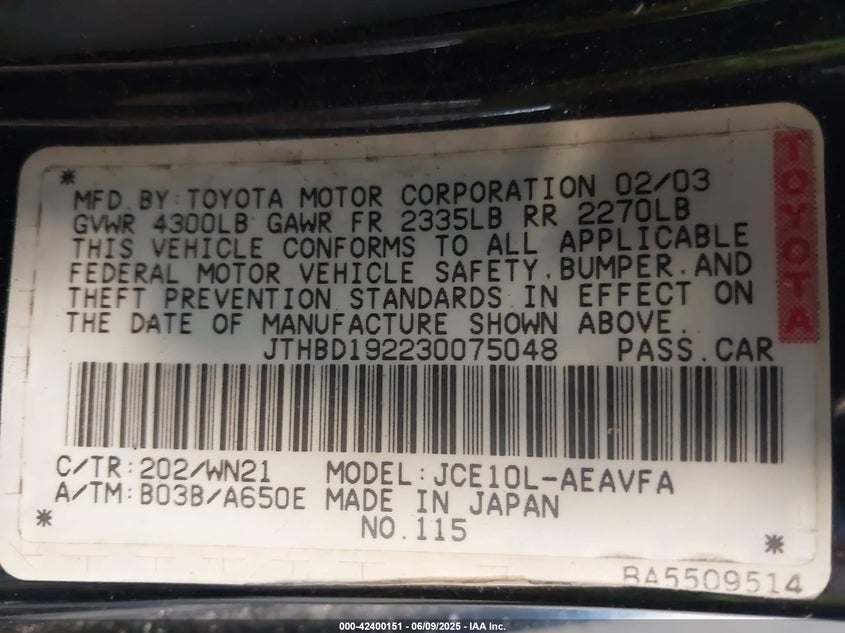 MFD.BY:TOYOTA MOTOR CORPORATION 02/03
GVWR 4300LB GAWR FR 2335LB RR 2270LB
THIS VEHICLE CONFORMS TO ALL APPLICABLE
FEDERAL MOTOR VEHICLE SAFETY,BUMPER,AND
THEFT PREVENTION STANDARDS IN EFFECT ON
THE DATE OF MANUFACTURE SHOWN ABOVE.
JTHBD192230075048 PASS.CAR
TOYOTA
C/TR:202/WN21 MODEL:JCE10L-AEAVFA
A/TM:B03B/A650E MADE IN JAPAN
NO.115
BA5509514
000-42400151 - 06/09/2025 - IAA Inc.